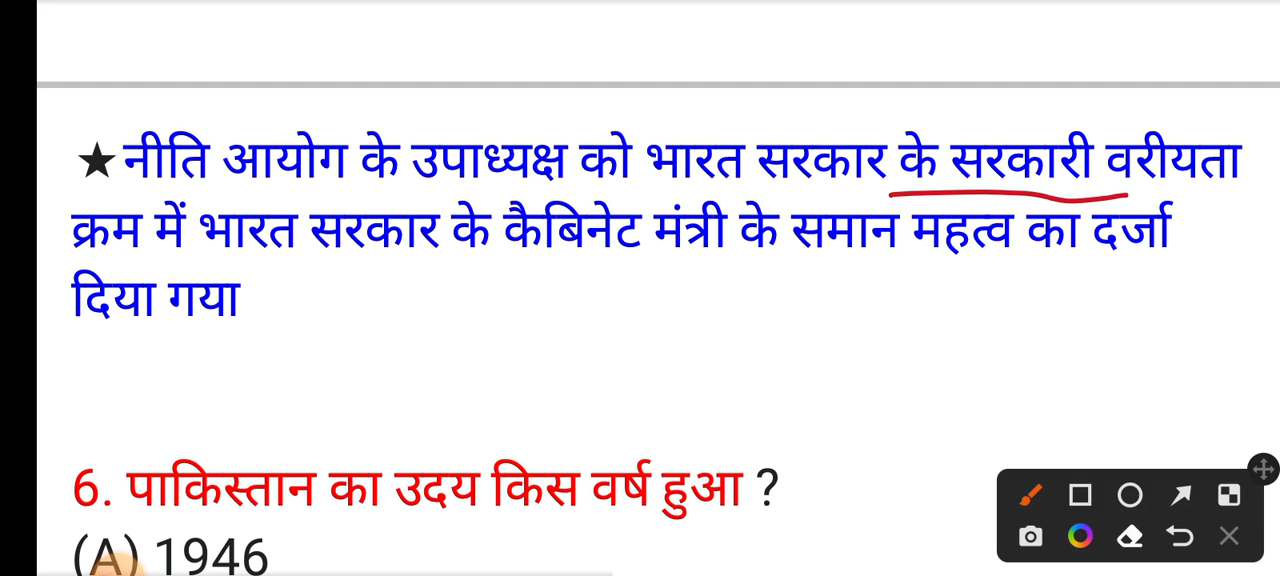 ★नीति आयोग के उपाध्यक्ष को भारत सरकार के सरकारी वरीयता
क्रम में भारत सरकार के कैबिनेट मंत्री के समान महत्व का दर्जा
दिया गया
6. पाकिस्तान का उदय किस वर्ष हुआ ?
(A) 1946